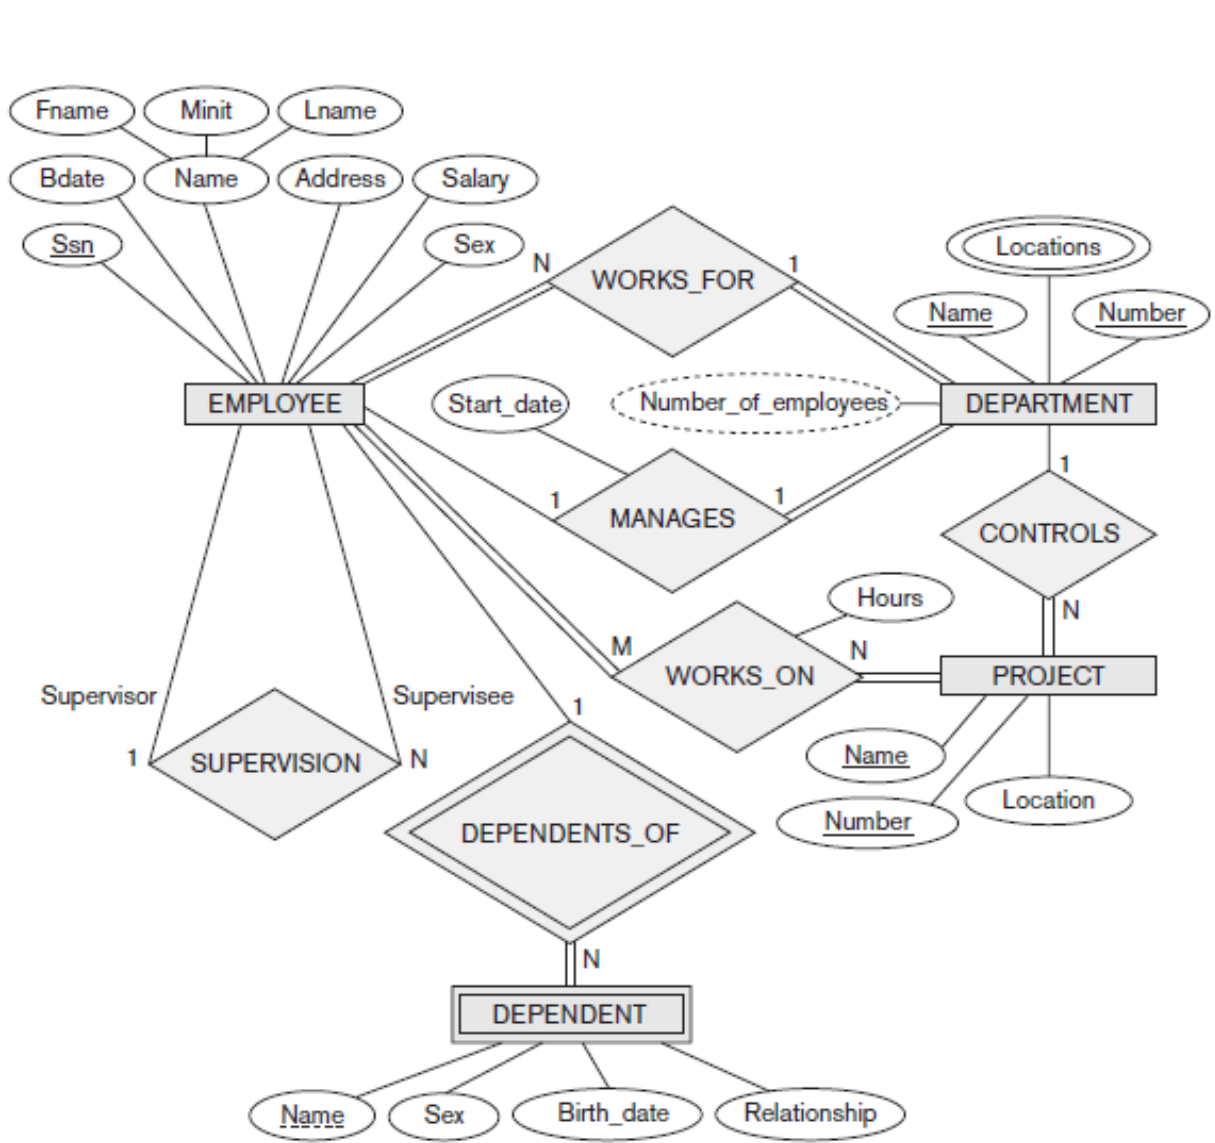 Fname Minit Lname
Bdate Name Address Salary
Ssn Sex
N WORKS_FOR 1
Locations
Name Number
EMPLOYEE Start_date Number_of_employees DEPARTMENT
1 MANAGES 1
1
CONTROLS
N
Hours
M WORKS_ON N
PROJECT
Name
Number
Location
Supervisor Supervisee
1 SUPERVISION N
1
DEPENDENTS_OF
N
DEPENDENT
Name Sex Birth_date Relationship